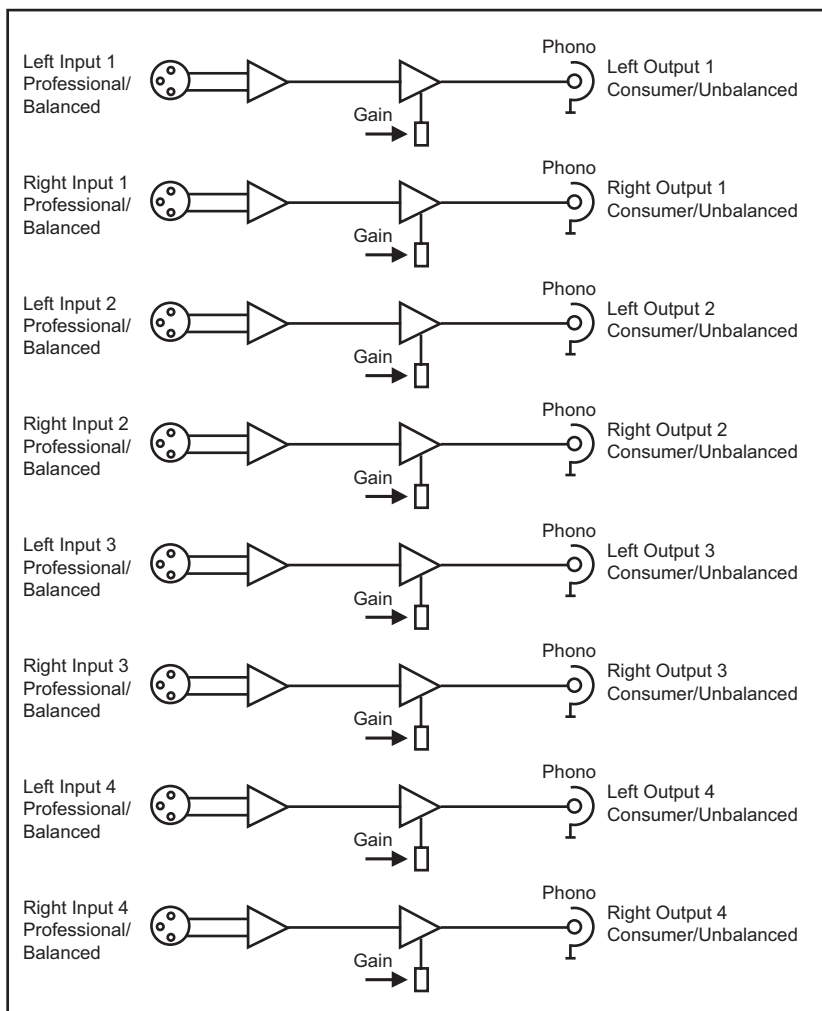 Left Input 1
Professional/
Balanced
Gain
Phono
Left Output 1
Consumer/Unbalanced
Right Input 1
Professional/
Balanced
Gain
Phono
Right Output 1
Consumer/Unbalanced
Left Input 2
Professional/
Balanced
Gain
Phono
Left Output 2
Consumer/Unbalanced
Right Input 2
Professional/
Balanced
Gain
Phono
Right Output 2
Consumer/Unbalanced
Left Input 3
Professional/
Balanced
Gain
Phono
Left Output 3
Consumer/Unbalanced
Right Input 3
Professional/
Balanced
Gain
Phono
Right Output 3
Consumer/Unbalanced
Left Input 4
Professional/
Balanced
Gain
Phono
Left Output 4
Consumer/Unbalanced
Right Input 4
Professional/
Balanced
Gain
Phono
Right Output 4
Consumer/Unbalanced